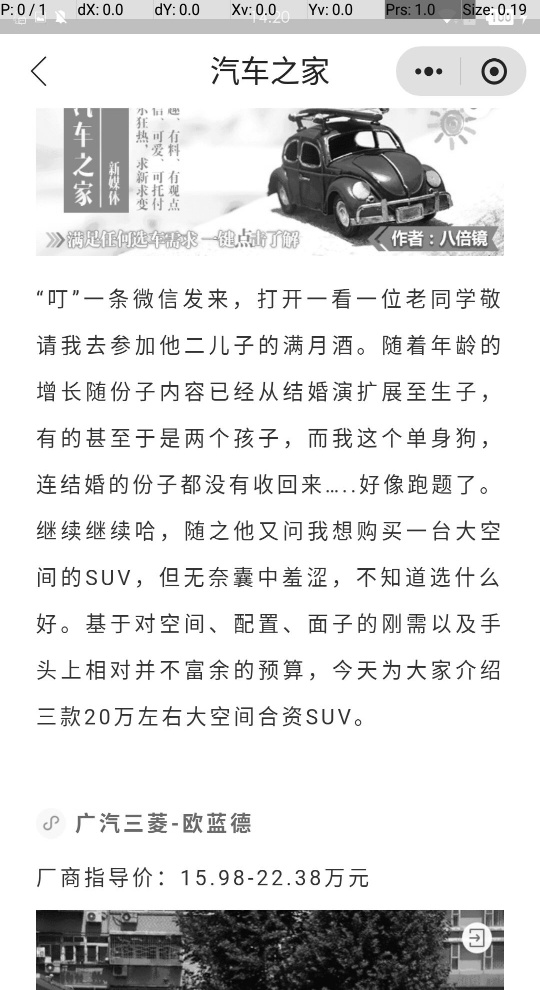 P: 0 / 1 dX: 0.0 dY: 0.0 Xv: 0.0 Yv: 0.0 Prs: 1.0 Size: 0.19
14:20
100
汽车之家
汽车之家
新媒体
趣、有料、有观点
信、可爱、可托付
求狂热，求新求变
满足任何选车需求 一键点击了解
作者：八倍镜
“叮”一条微信发来，打开一看一位老同学敬
请我去参加他二儿子的满月酒。随着年龄的
增长随份子内容已经从结婚演扩展至生子，
有的甚至于是两个孩子，而我这个单身狗，
连结婚的份子都没有收回来…..好像跑题了。
继续继续哈，随之他又问我想购买一台大空
间的SUV，但无奈囊中羞涩，不知道选什么
好。基于对空间、配置、面子的刚需以及手
头上相对并不富余的预算，今天为大家介绍
三款20万左右大空间合资SUV。
广汽三菱-欧蓝德
厂商指导价：15.98-22.38万元